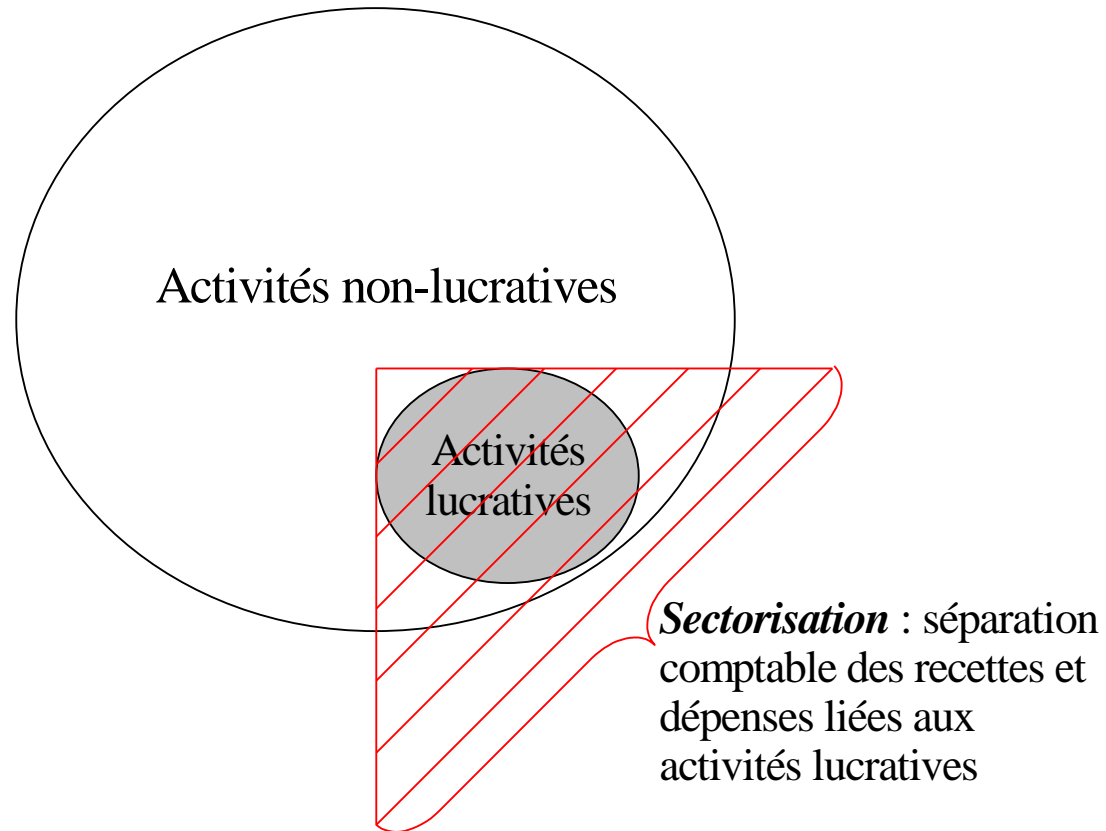 Activités non-lucratives
Activités
lucratives
Sectorisation : séparation
comptable des recettes et
dépenses liées aux
activités lucratives